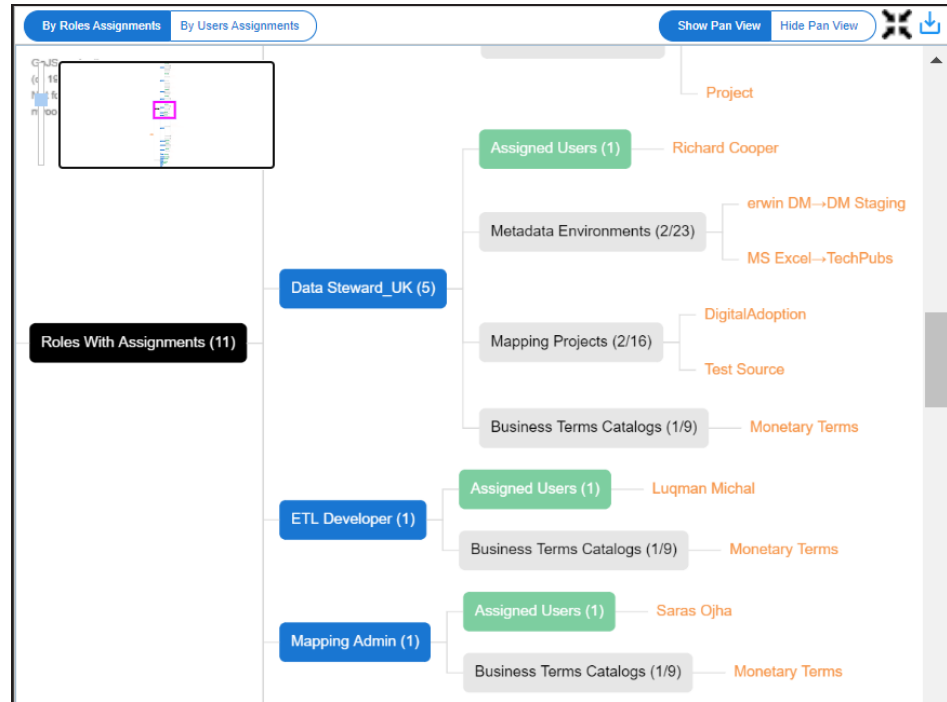 By Roles Assignments
By Users Assignments
Show Pan View
Hide Pan View
Project
Assigned Users (1)
Richard Cooper
Metadata Environments (2/23)
erwin DM→DM Staging
MS Excel→TechPubs
Data Steward_UK (5)
Mapping Projects (2/16)
DigitalAdoption
Test Source
Roles With Assignments (11)
Business Terms Catalogs (1/9)
Monetary Terms
Assigned Users (1)
Luqman Michal
ETL Developer (1)
Business Terms Catalogs (1/9)
Monetary Terms
Assigned Users (1)
Saras Ojha
Mapping Admin (1)
Business Terms Catalogs (1/9)
Monetary Terms